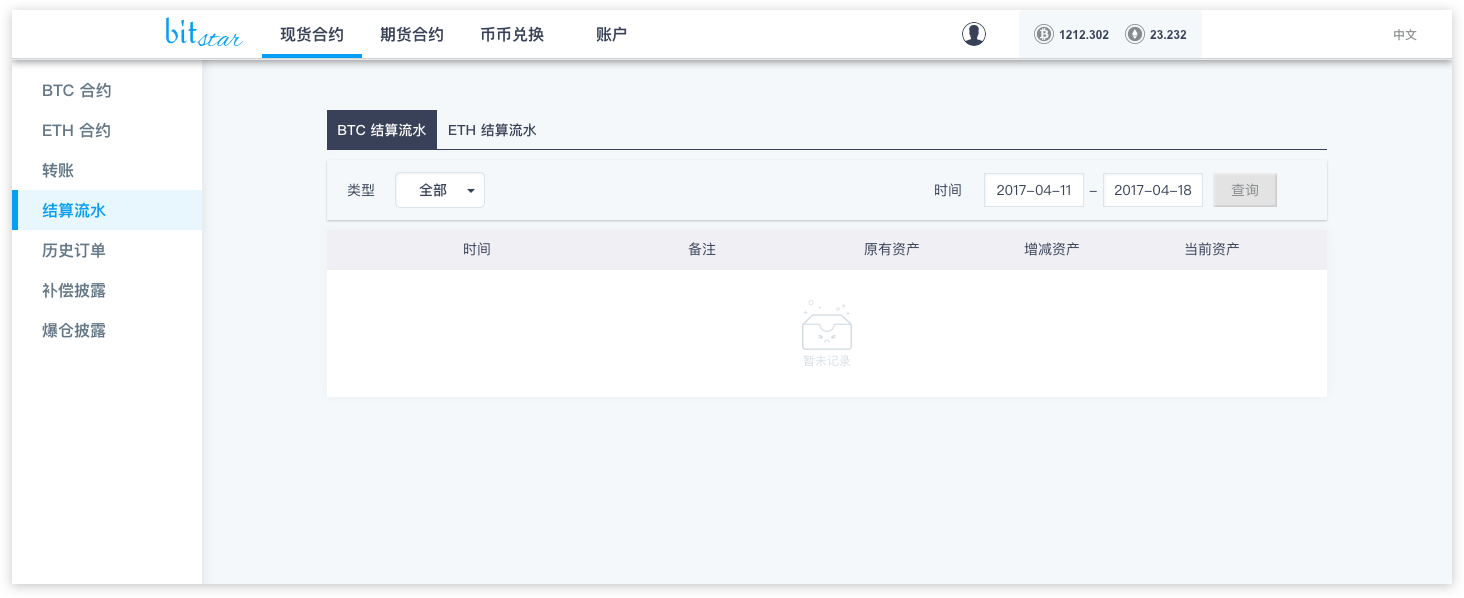 bitstar 现货合约 期货合约 币币兑换 账户 1212.302 23.232 中文
BTC 合约
ETH 合约
转账
结算流水
历史订单
补偿披露
爆仓披露
BTC 结算流水 ETH 结算流水
类型 全部 时间 2017-04-11 - 2017-04-18 查询
时间 备注 原有资产 增减资产 当前资产
暂未记录